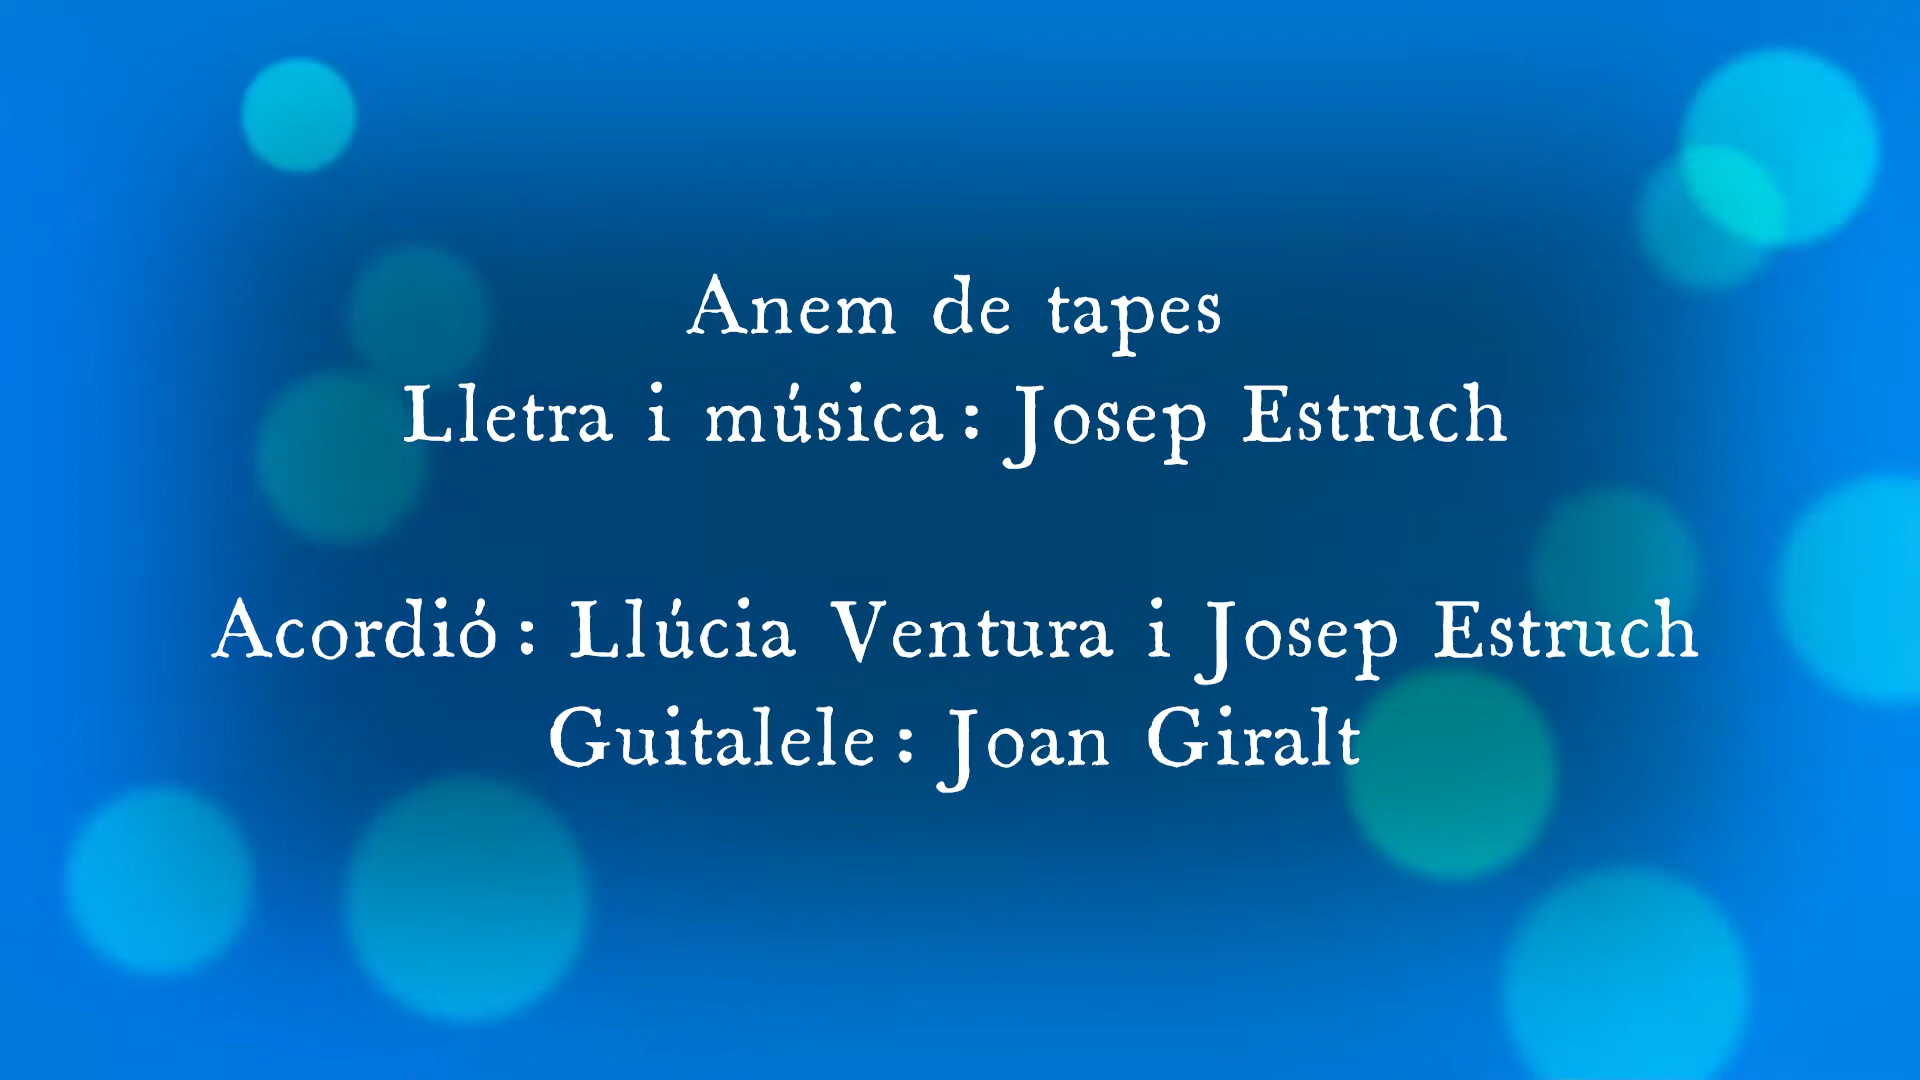 Anem de tapes
Lletra i música: Josep Estruch
Acordió: Llúcia Ventura i Josep Estruch
Guitalele: Joan Giralt